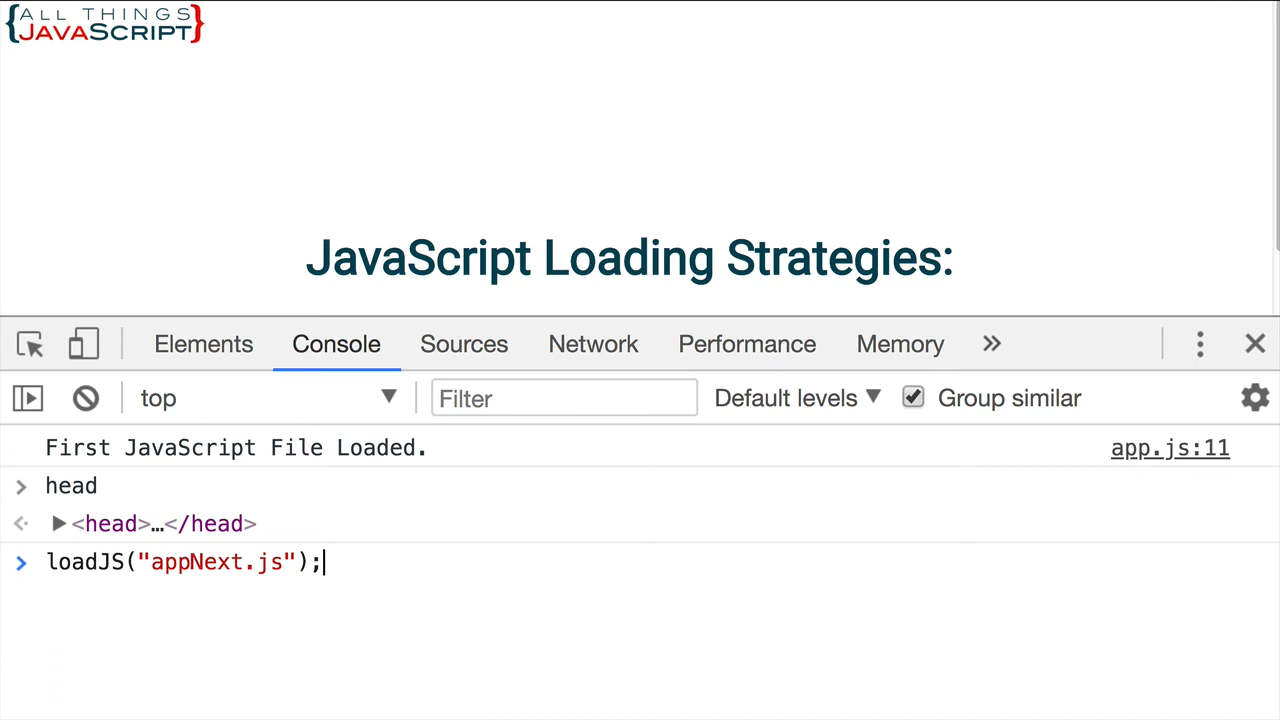 {ALL THINGS
JAVASCRIPT}
JavaScript Loading Strategies:
Elements Console Sources Network Performance Memory »
top ▼ Filter Default levels ▼ Group similar
First JavaScript File Loaded. app.js:11
> head
<head>…</head>
> loadJS("appNext.js");